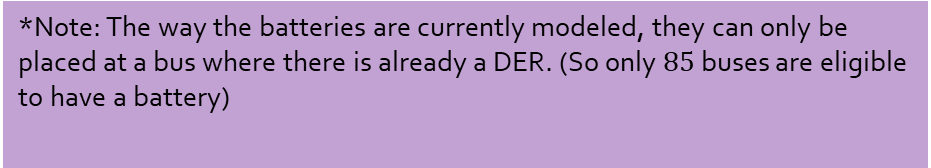 *Note: The way the batteries are currently modeled, they can only be
placed at a bus where there is already a DER. (So only 85 buses are eligible
to have a battery)